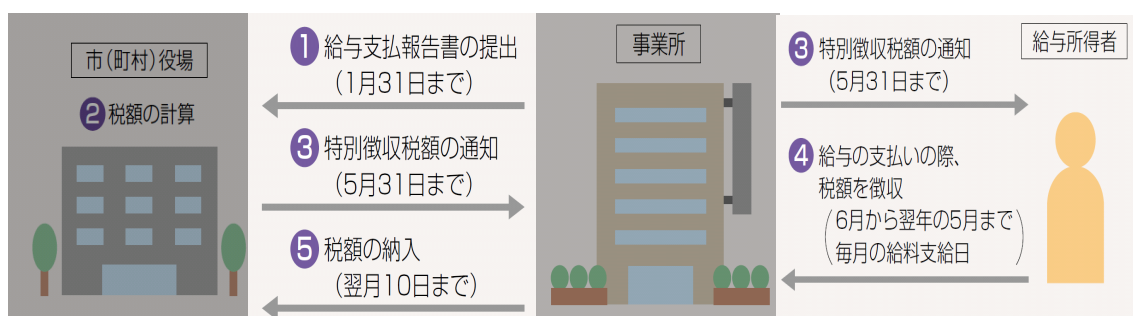 市(町村)役場
❷税額の計算
❶給与支払報告書の提出
(1月31日まで)
❸特別徴収税額の通知
(5月31日まで)
❺税額の納入
(翌月10日まで)
事業所
❸特別徴収税額の通知
(5月31日まで)
給与所得者
❹給与の支払いの際、
税額を徴収
(6月から翌年の5月まで
毎月の給料支給日)